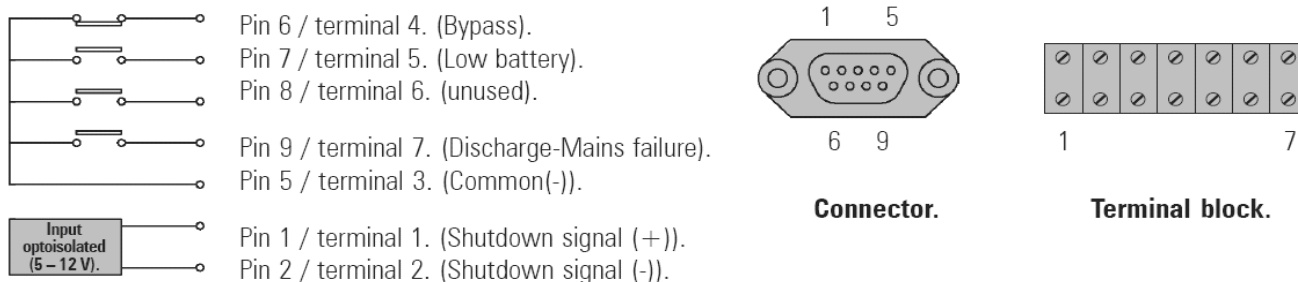 Pin 6 / terminal 4. (Bypass).
Pin 7 / terminal 5. (Low battery).
Pin 8 / terminal 6. (unused).
Pin 9 / terminal 7. (Discharge-Mains failure).
Pin 5 / terminal 3. (Common(-)).
Input
optoisolated
(5 – 12 V).
Pin 1 / terminal 1. (Shutdown signal (+)).
Pin 2 / terminal 2. (Shutdown signal (-)).
1 5
6 9
Connector.
1 7
Terminal block.